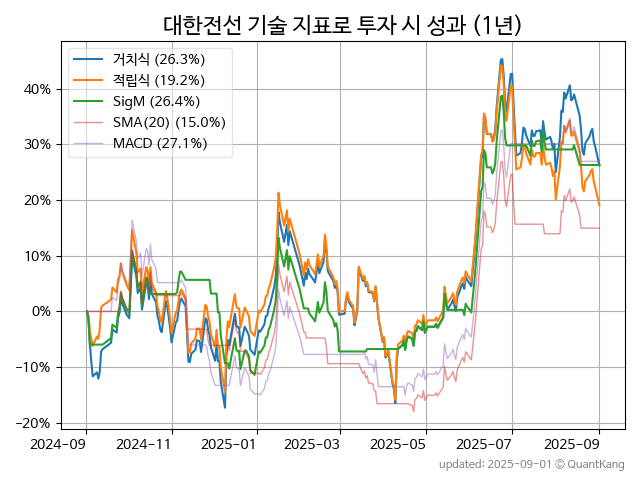 대한전선 기술 지표로 투자 시 성과 (1년)
거치식 (26.3%)
적립식 (19.2%)
SigM (26.4%)
SMA(20) (15.0%)
MACD (27.1%)
40%
30%
20%
10%
0%
−10%
−20%
2024-09 2024-11 2025-01 2025-03 2025-05 2025-07 2025-09
updated: 2025-09-01 © QuantKang